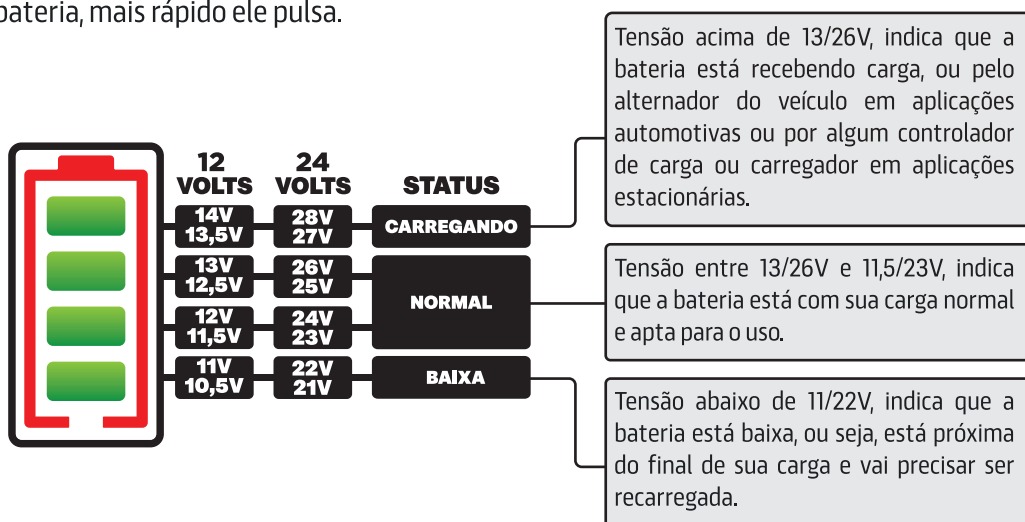 bateria, mais rápido ele pulsa.
Tensão acima de 13/26V, indica que a
bateria está recebendo carga, ou pelo
alternador do veículo em aplicações
automotivas ou por algum controlador
de carga ou carregador em aplicações
estacionárias.
12 VOLTS 24 VOLTS STATUS
14V 28V CARREGANDO
13,5V 27V
13V 26V
12,5V 25V
NORMAL
12V 24V
11,5V 23V
11V 22V BAIXA
10,5V 21V
Tensão entre 13/26V e 11,5/23V, indica
que a bateria está com sua carga normal
e apta para o uso.
Tensão abaixo de 11/22V, indica que a
bateria está baixa, ou seja, está próxima
do final de sua carga e vai precisar ser
recarregada.